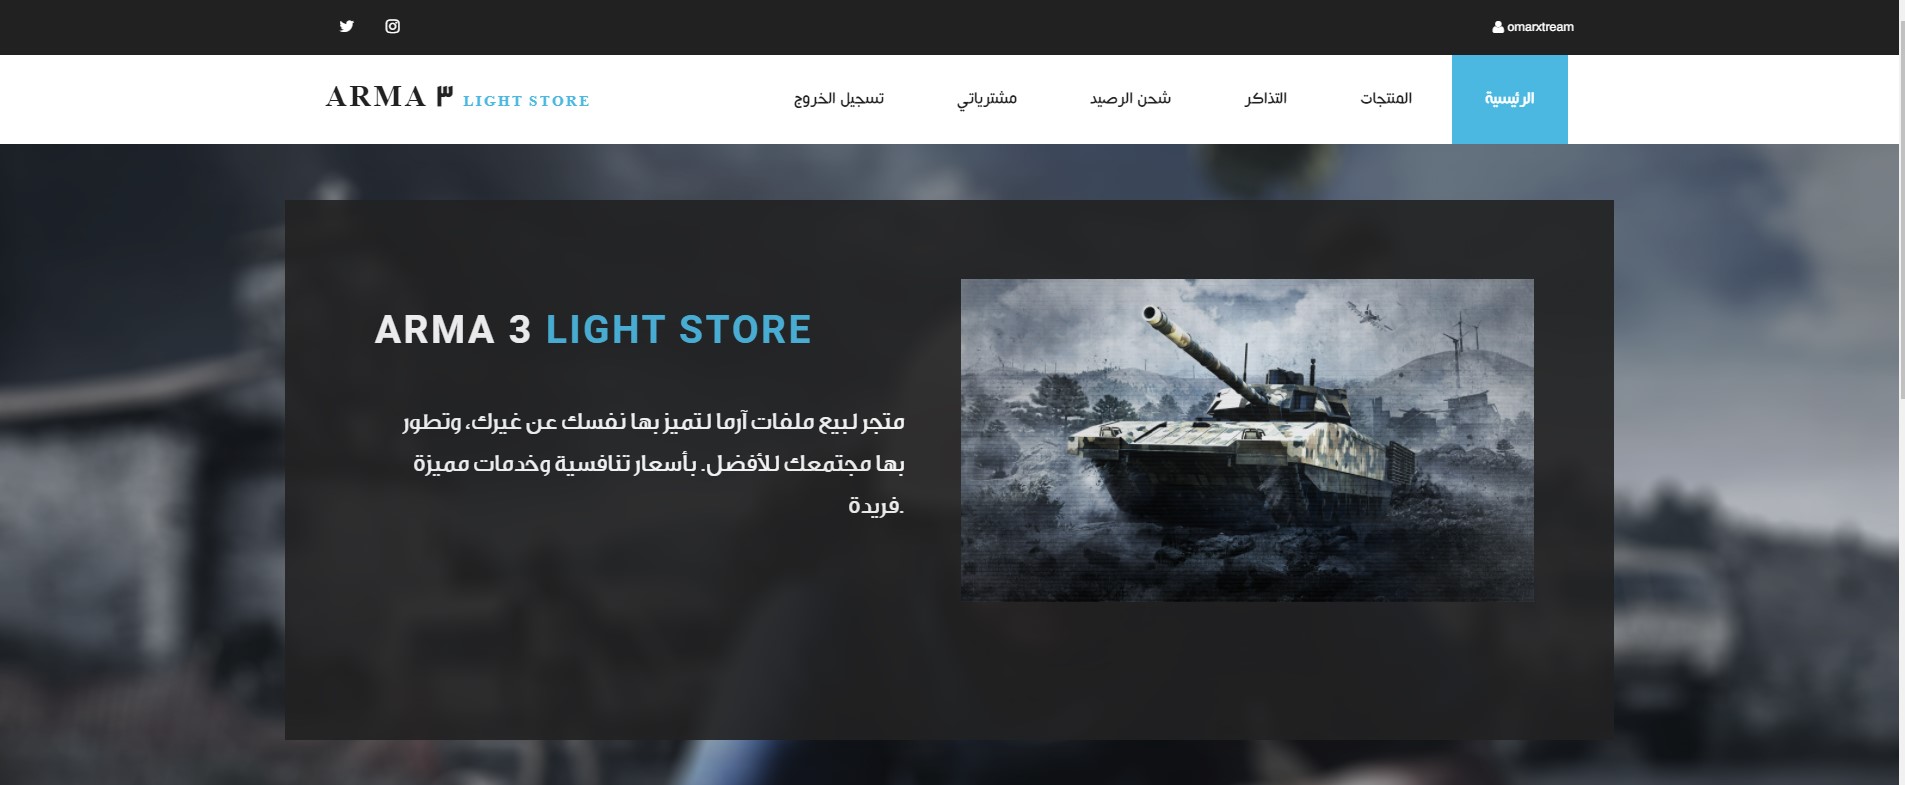 omarxtream
ARMA ٣ LIGHT STORE
الرئيسية
المنتجات
التذاكر
شحن الرصيد
مشترياتي
تسجيل الخروج
ARMA 3 LIGHT STORE
متجر لبيع ملفات آرما لتميز بها نفسك عن غيرك، وتطور
بها مجتمعك للأفضل. بأسعار تنافسية وخدمات مميزة
.فريدة